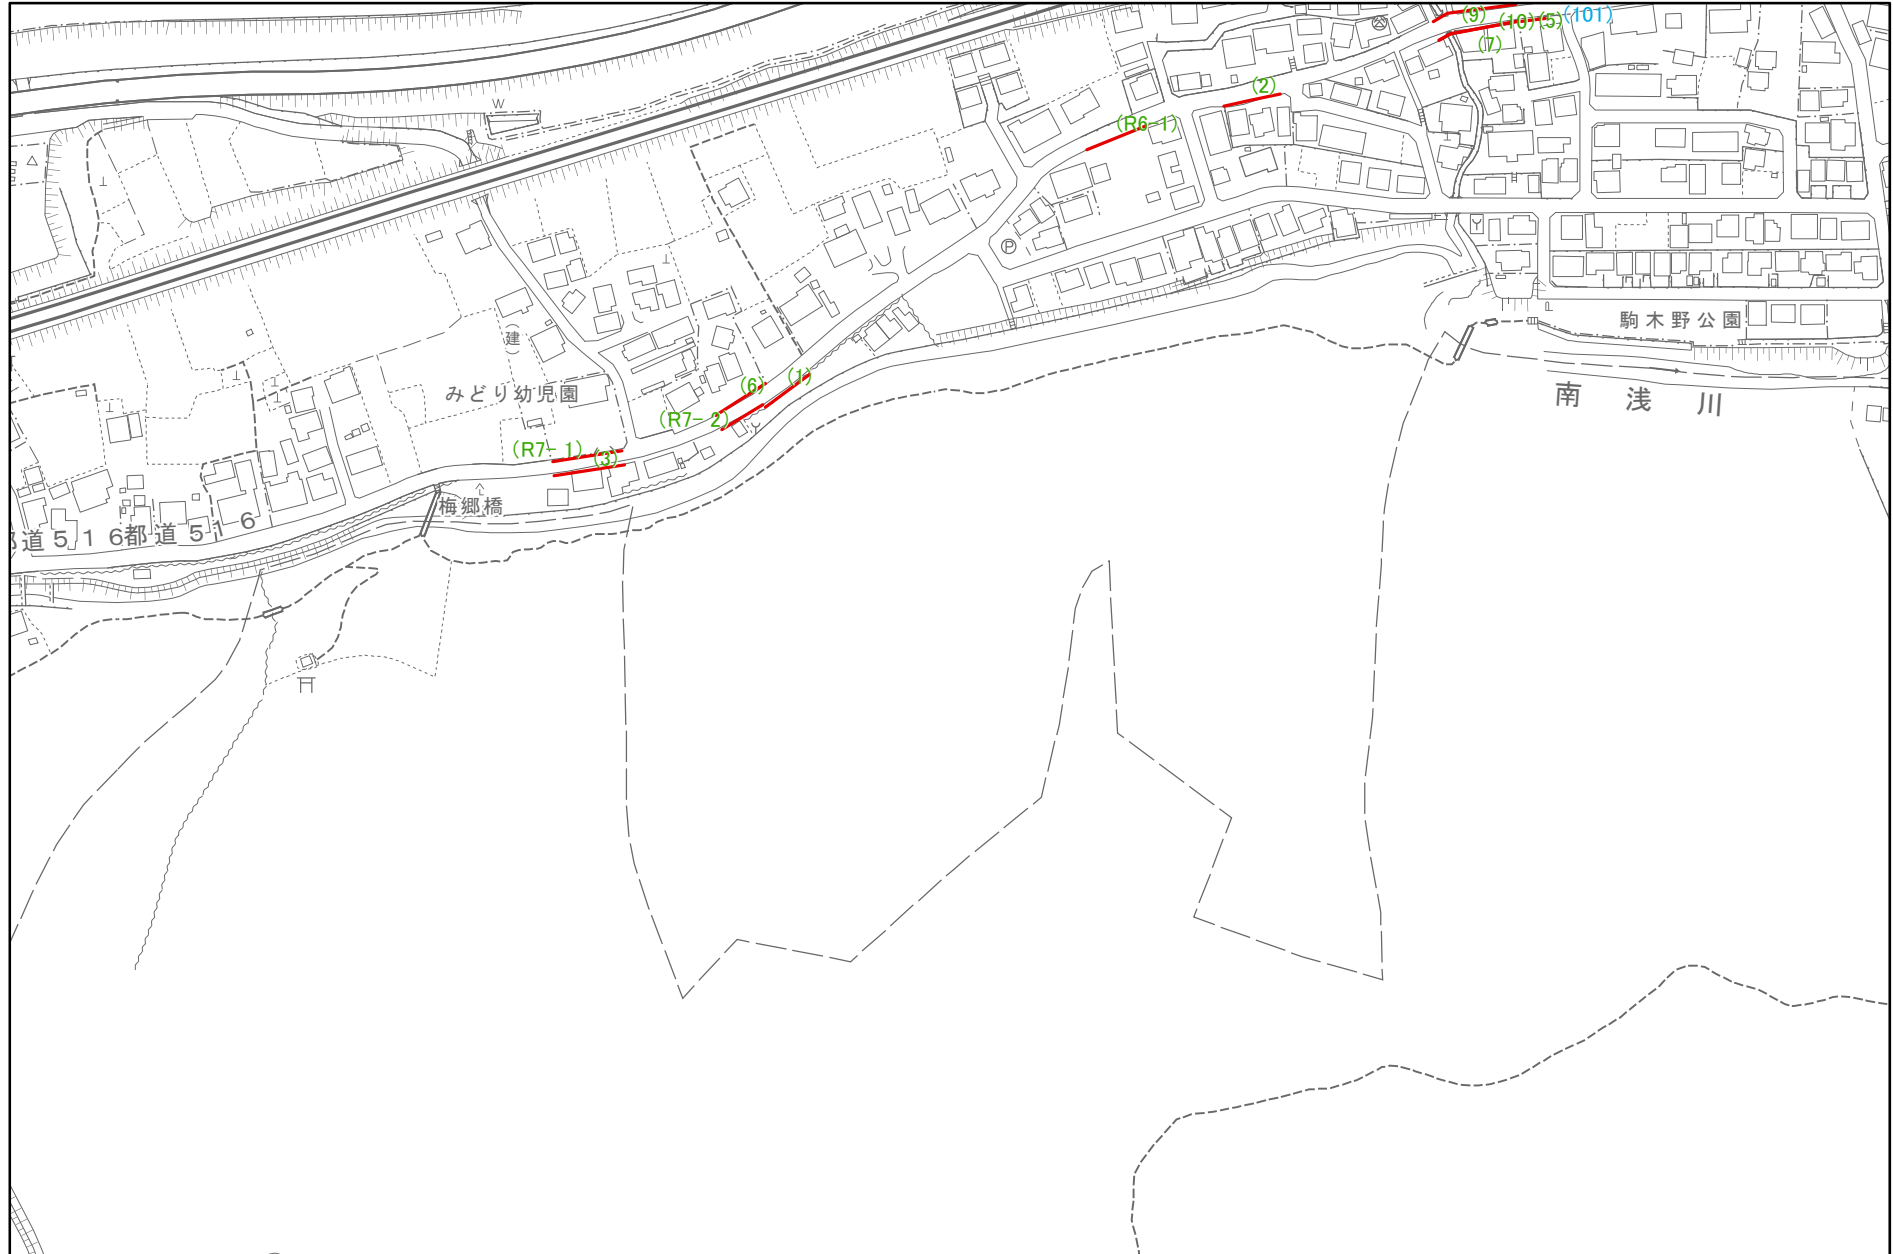 (9)
(10)(5)(101)
(7)
(2)
(R6-1)
W
P
駒木野公園
(建)
南浅川
みどり幼児園
(6)
(1)
(R7-2)
(R7-1)
(3)
梅郷橋
道516都道516